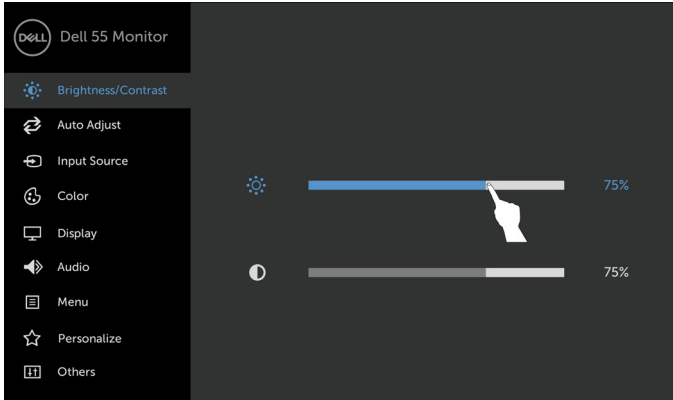 DELL
Dell 55 Monitor
Brightness/Contrast
Auto Adjust
Input Source
Color
Display
Audio
Menu
Personalize
Others
75%
75%